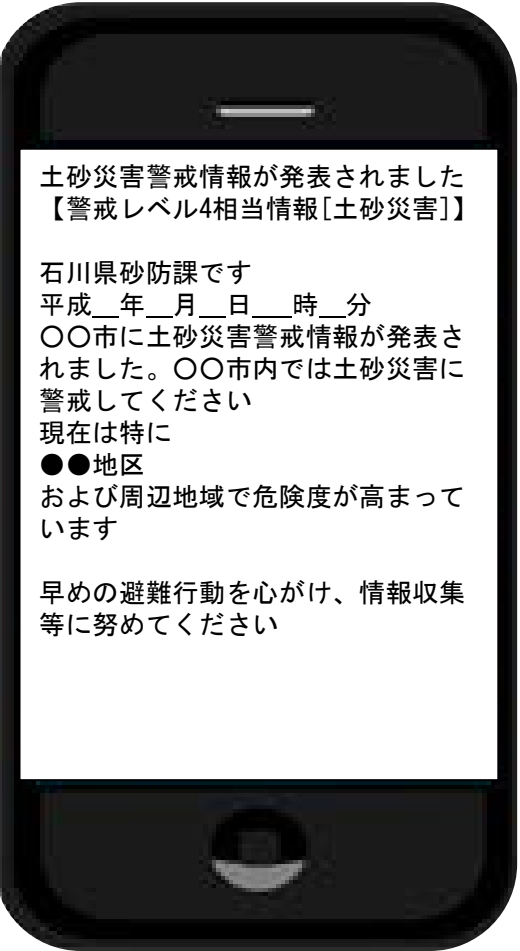 土砂災害警戒情報が発表されました
【警戒レベル4相当情報[土砂災害]】
石川県砂防課です
平成__年__月__日___時__分
〇〇市に土砂災害警戒情報が発表さ
れました。〇〇市内では土砂災害に
警戒してください
現在は特に
●●地区
および周辺地域で危険度が高まって
います
早めの避難行動を心がけ、情報収集
等に努めてください